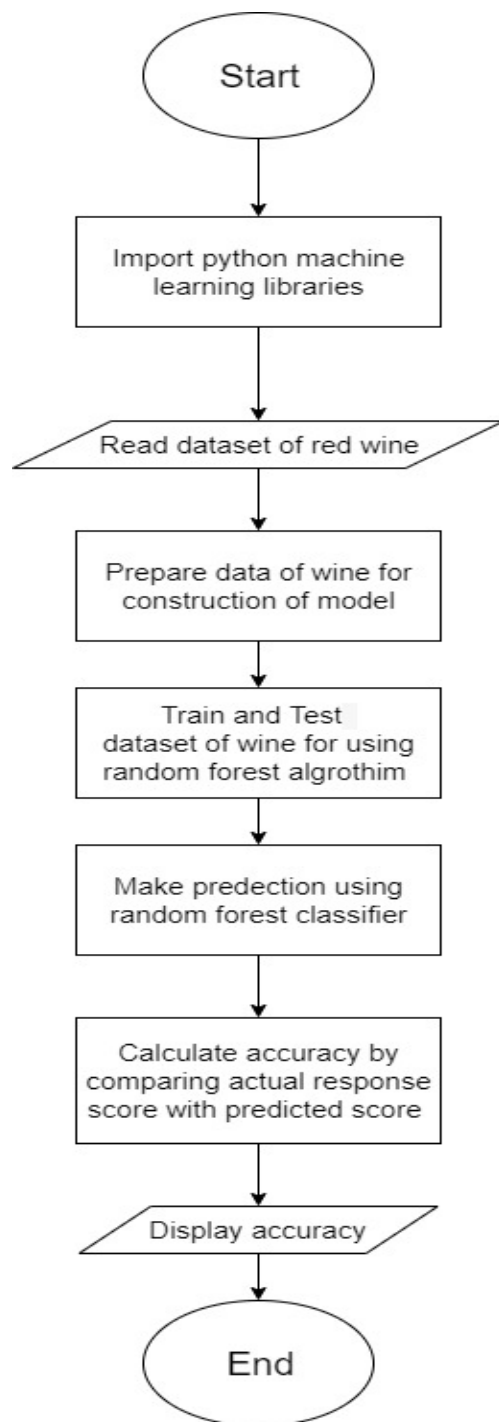 Start
Import python machine
learning libraries
Read dataset of red wine
Prepare data of wine for
construction of model
Train and Test
dataset of wine for using
random forest algrothim
Make predection using
random forest classifier
Calculate accuracy by
comparing actual response
score with predicted score
Display accuracy
End